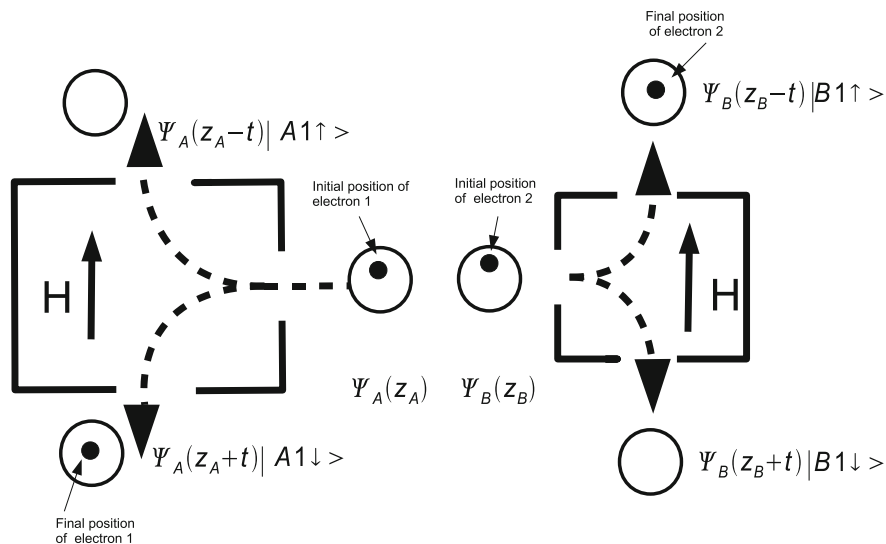 Final position
of electron 2
Ψ_B(z_B−t)|B1↑>
Ψ_A(z_A−t)| A1↑>
Initial position of
electron 1
Initial position
of electron 2
H
H
Ψ_A(z_A)
Ψ_B(z_B)
Ψ_A(z_A+t)| A1↓>
Ψ_B(z_B+t)|B1↓>
Final position
of electron 1